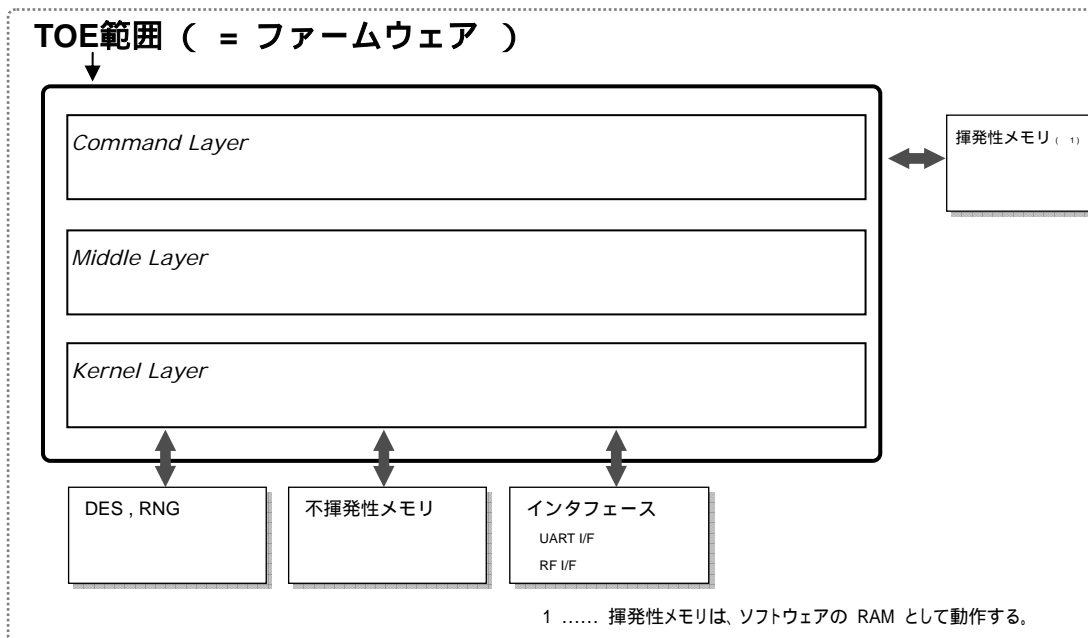 TOE範囲 ( = ファームウェア )
Command Layer
揮発性メモリ( 1)
Middle Layer
Kernel Layer
DES , RNG
不揮発性メモリ
インタフェース
UART I/F
RF I/F
1 …… 揮発性メモリは、ソフトウェアの RAM として動作する。